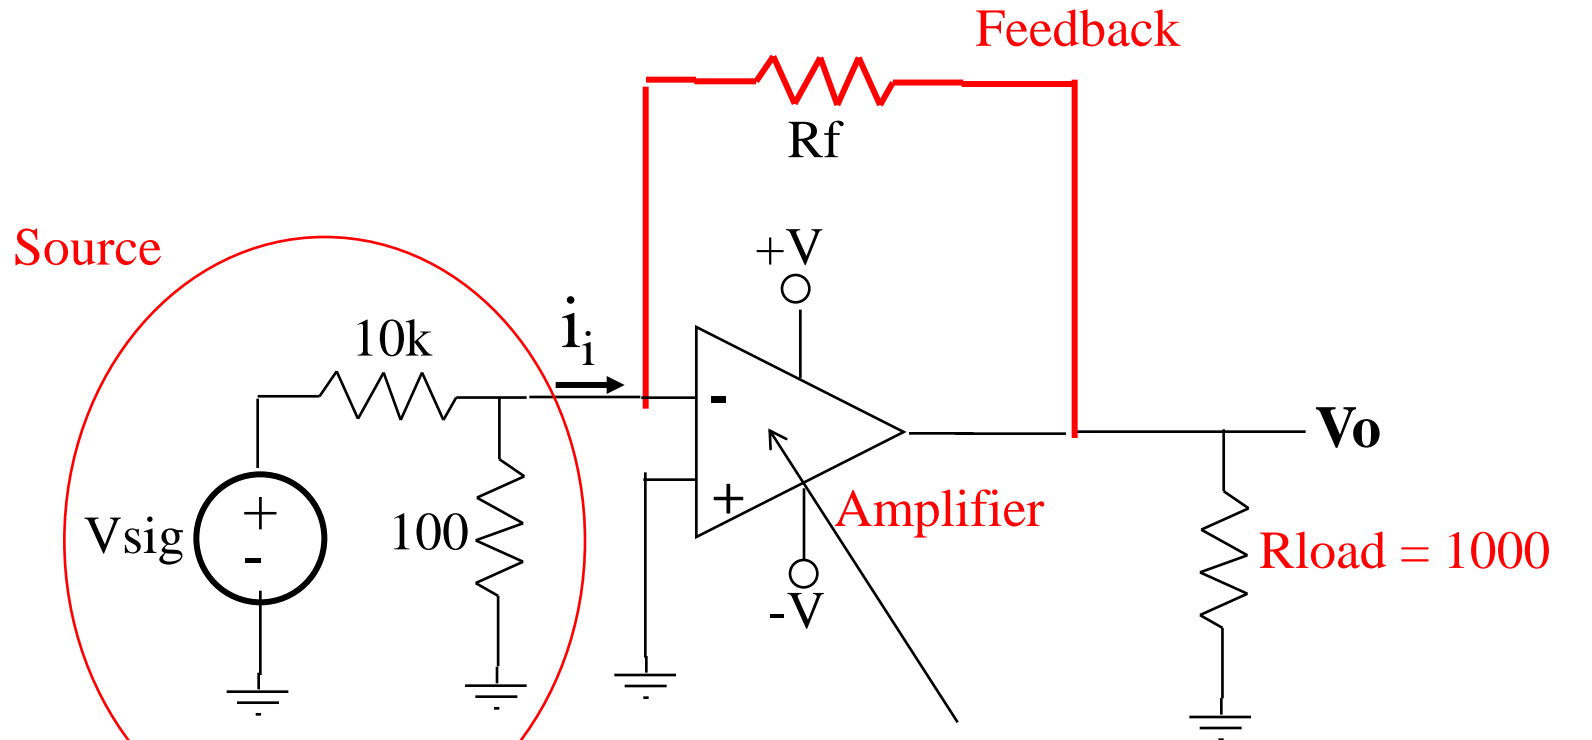 Feedback
Rf
Source
+V
10k
ii
-
Vo
+
Vsig
-
100
+
Amplifier
Rload = 1000
-V